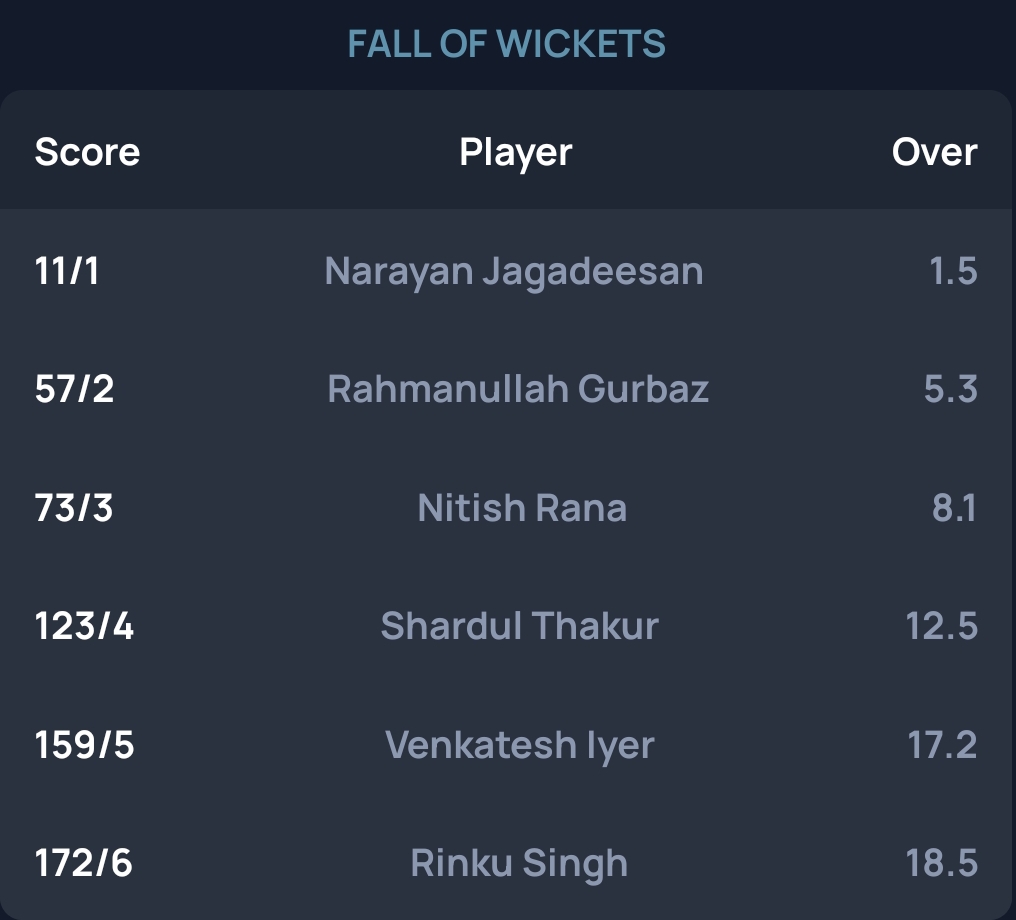 FALL OF WICKETS
Score Player Over
11/1 Narayan Jagadeesan 1.5
57/2 Rahmanullah Gurbaz 5.3
73/3 Nitish Rana 8.1
123/4 Shardul Thakur 12.5
159/5 Venkatesh Iyer 17.2
172/6 Rinku Singh 18.5